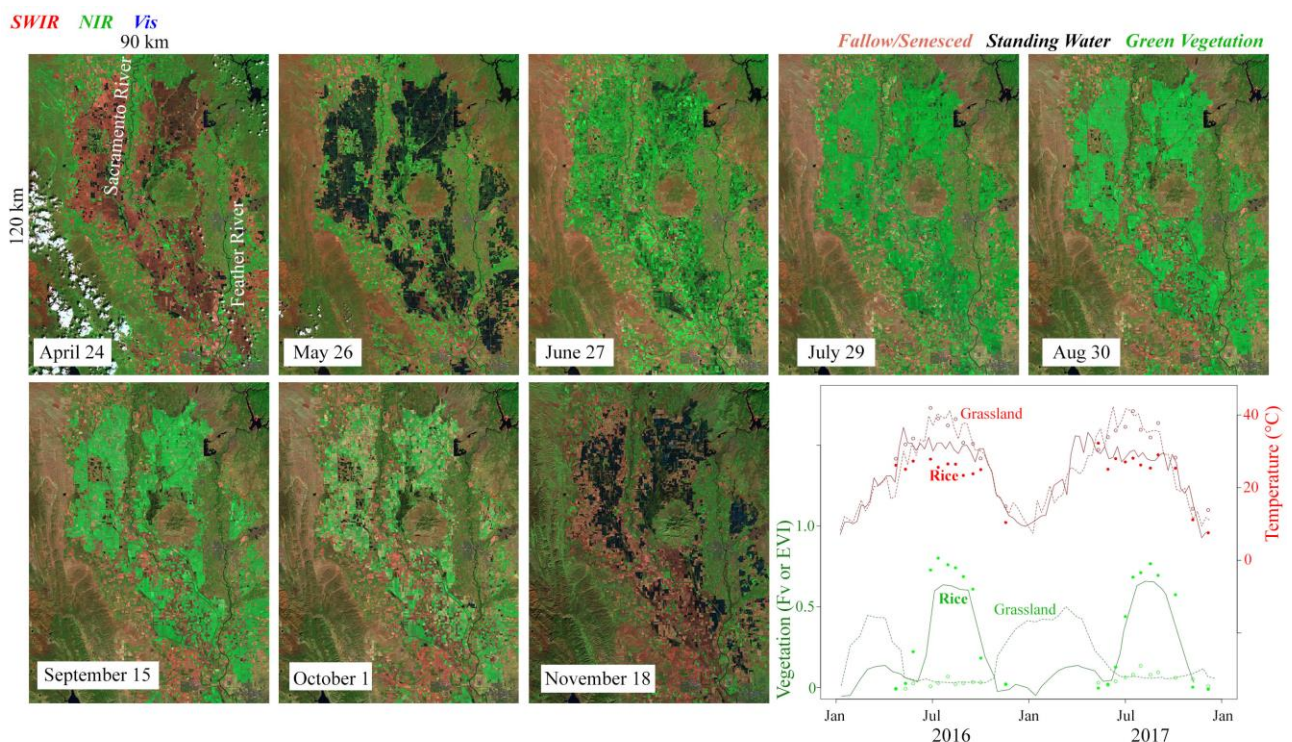 SWIR NIR Vis
90 km
Fallow/Senesced Standing Water Green Vegetation
120 km
Sacramento River
Feather River
April 24
May 26
June 27
July 29
Aug 30
September 15
October 1
November 18
Vegetation (Fv or EVI)
1.0
0.5
0
Grassland
Rice
Rice
Grassland
40
20
0
Temperature (°C)
Jan
Jul
Jan
Jul
Jan
2016
2017